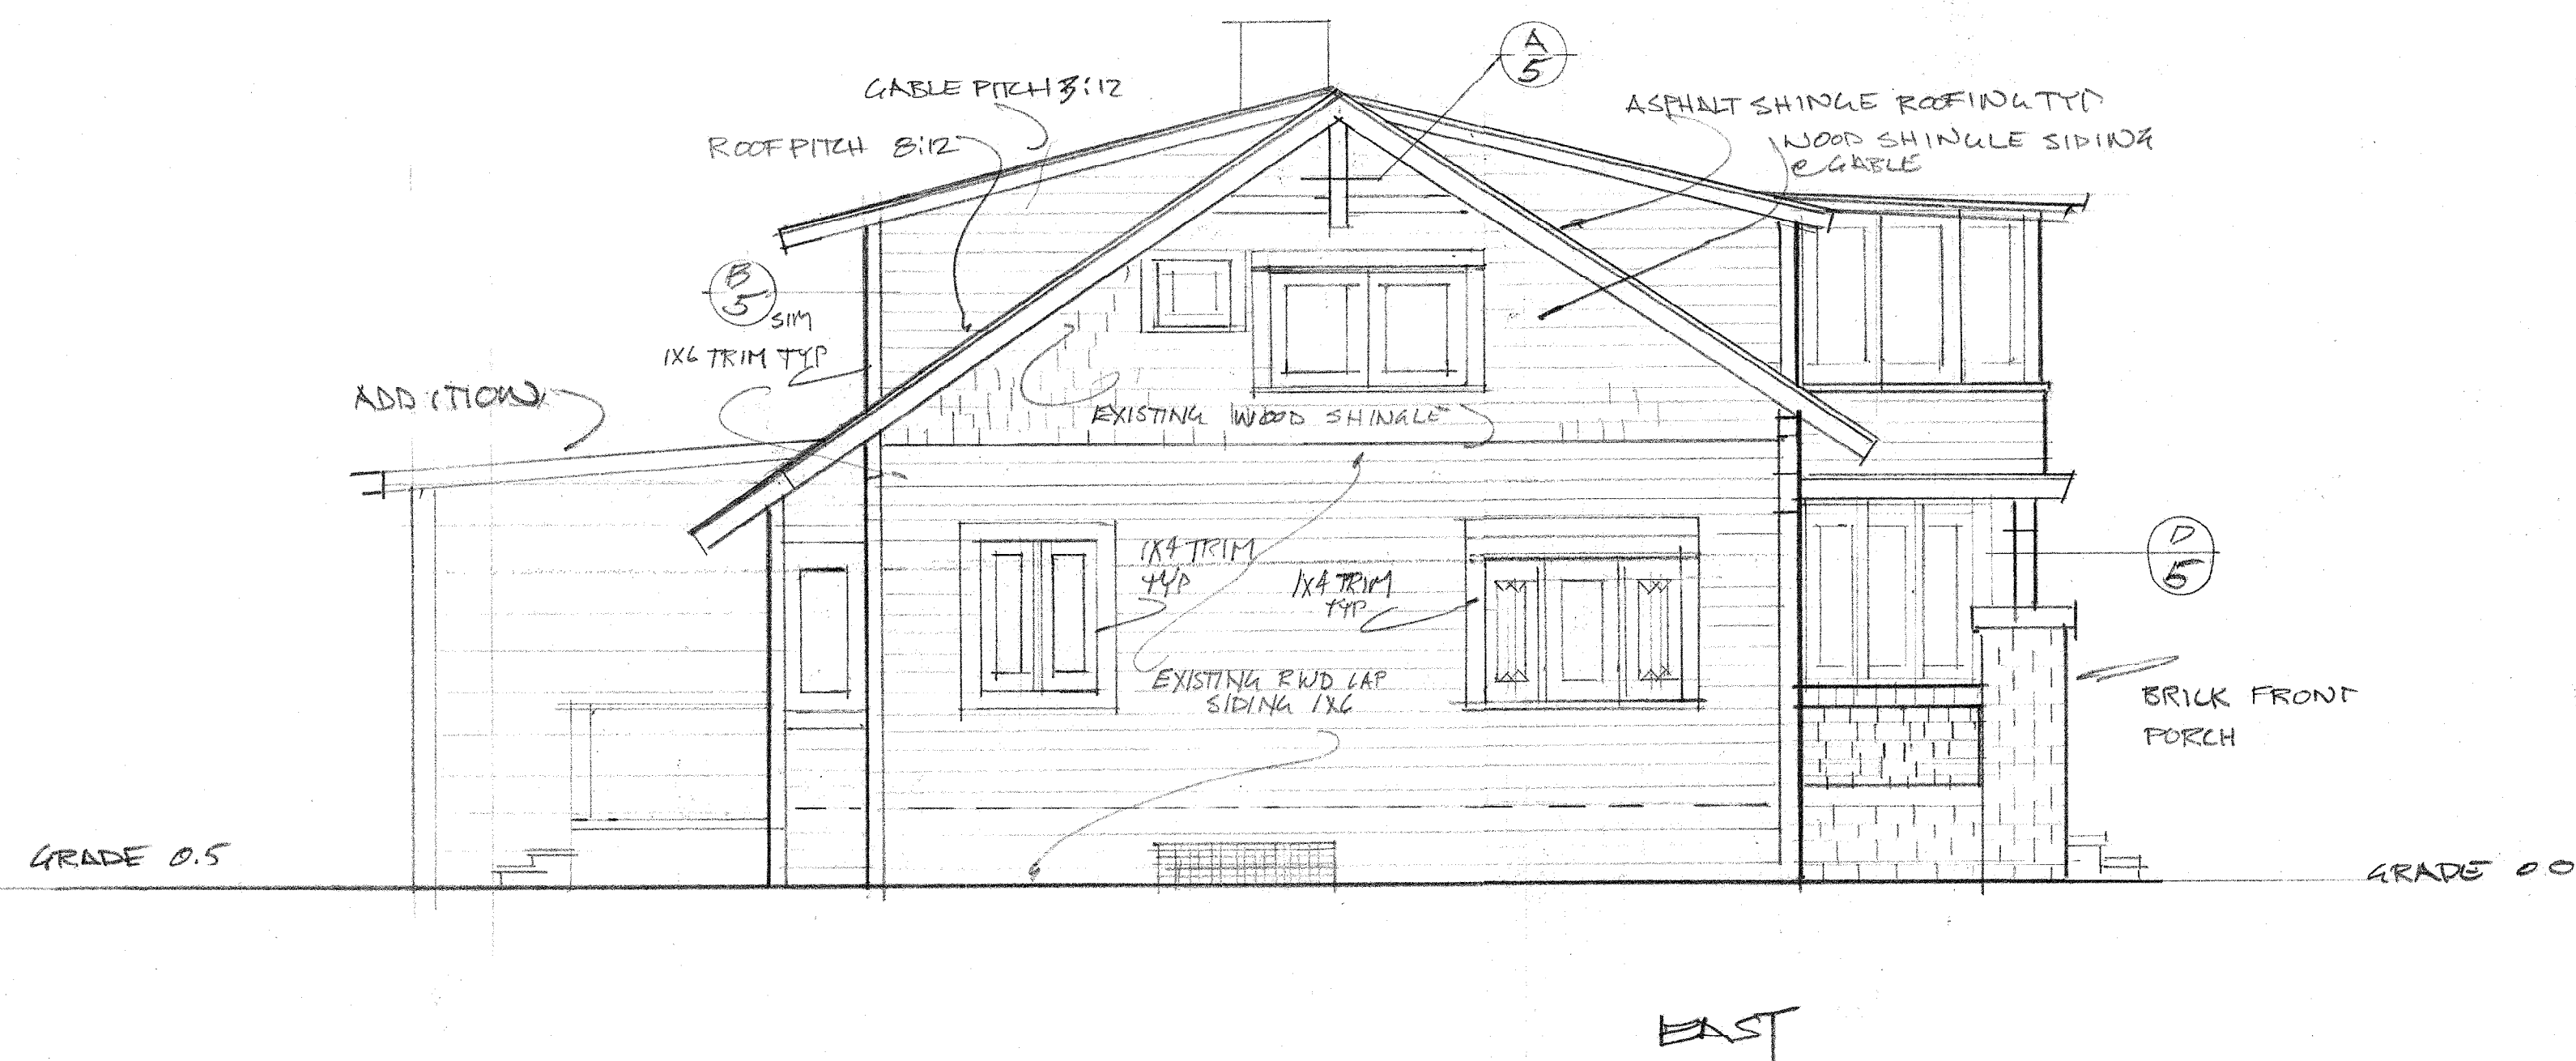 A
5
GABLE PITCH 3:12
ROOF PITCH 8:12
ASPHALT SHINGE ROOFING TYP
WOOD SHINGLE SIDING
@ GABLE
B
5
SIM
1X6 TRIM TYP
ADDITION
EXISTING WOOD SHINGLE
1X4 TRIM
TYP
1X4 TRIM
TYP
D
5
EXISTING RWD LAP
SIDING 1X6
BRICK FRONT
PORCH
GRADE 0.5
GRADE 0.0
EAST